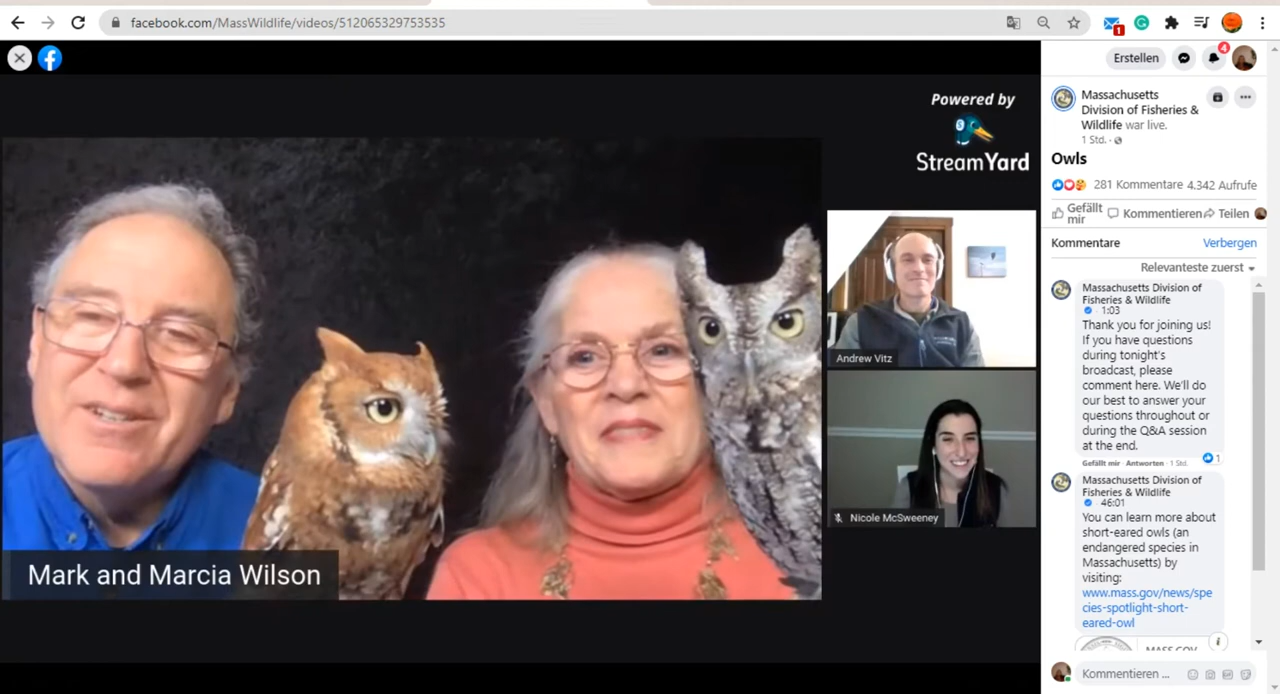 facebook.com/MassWildlife/videos/512065329753535
1
Erstellen
4
Powered by
StreamYard
Mark and Marcia Wilson
Andrew Vitz
Nicole McSweeney
Massachusetts
Division of Fisheries &
Wildlife war live.
1 Std. ·
Owls
281 Kommentare 4.342 Aufrufe
Gefällt
mir
Kommentieren
Teilen
Kommentare
Verbergen
Relevanteste zuerst
Massachusetts Division of
Fisheries & Wildlife
· 1:03
Thank you for joining us!
If you have questions
during tonight's
broadcast, please
comment here. We'll do
our best to answer your
questions throughout or
during the Q&A session
at the end.
1
Gefällt mir · Antworten · 1 Std.
Massachusetts Division of
Fisheries & Wildlife
· 46:01
You can learn more about
short-eared owls (an
endangered species in
Massachusetts) by
visiting:
www.mass.gov/news/spe
cies-spotlight-short-
eared-owl
MASS.GOV
Kommentieren ...